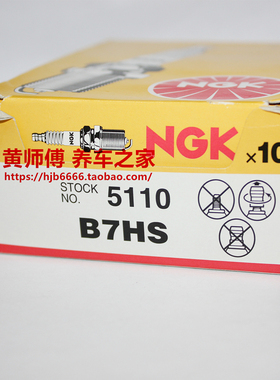 NGK ×10
黄师傅 养车之家
https://hjb6666.taobao.com/
STOCK NO. 5110
B7HS